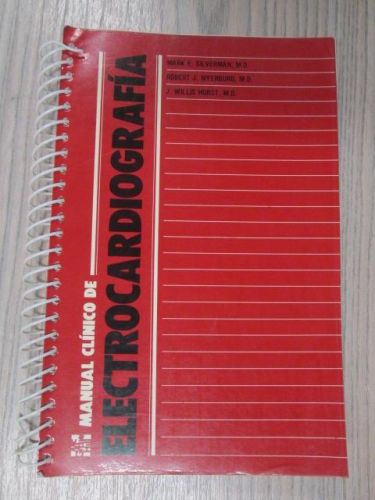 MARK E. SILVERMAN, M.D.
ROBERT J. MYERBURG, M.D.
J. WILLIS HURST, M.D.
MANUAL CLÍNICO DE
ELECTROCARDIOGRAFÍA